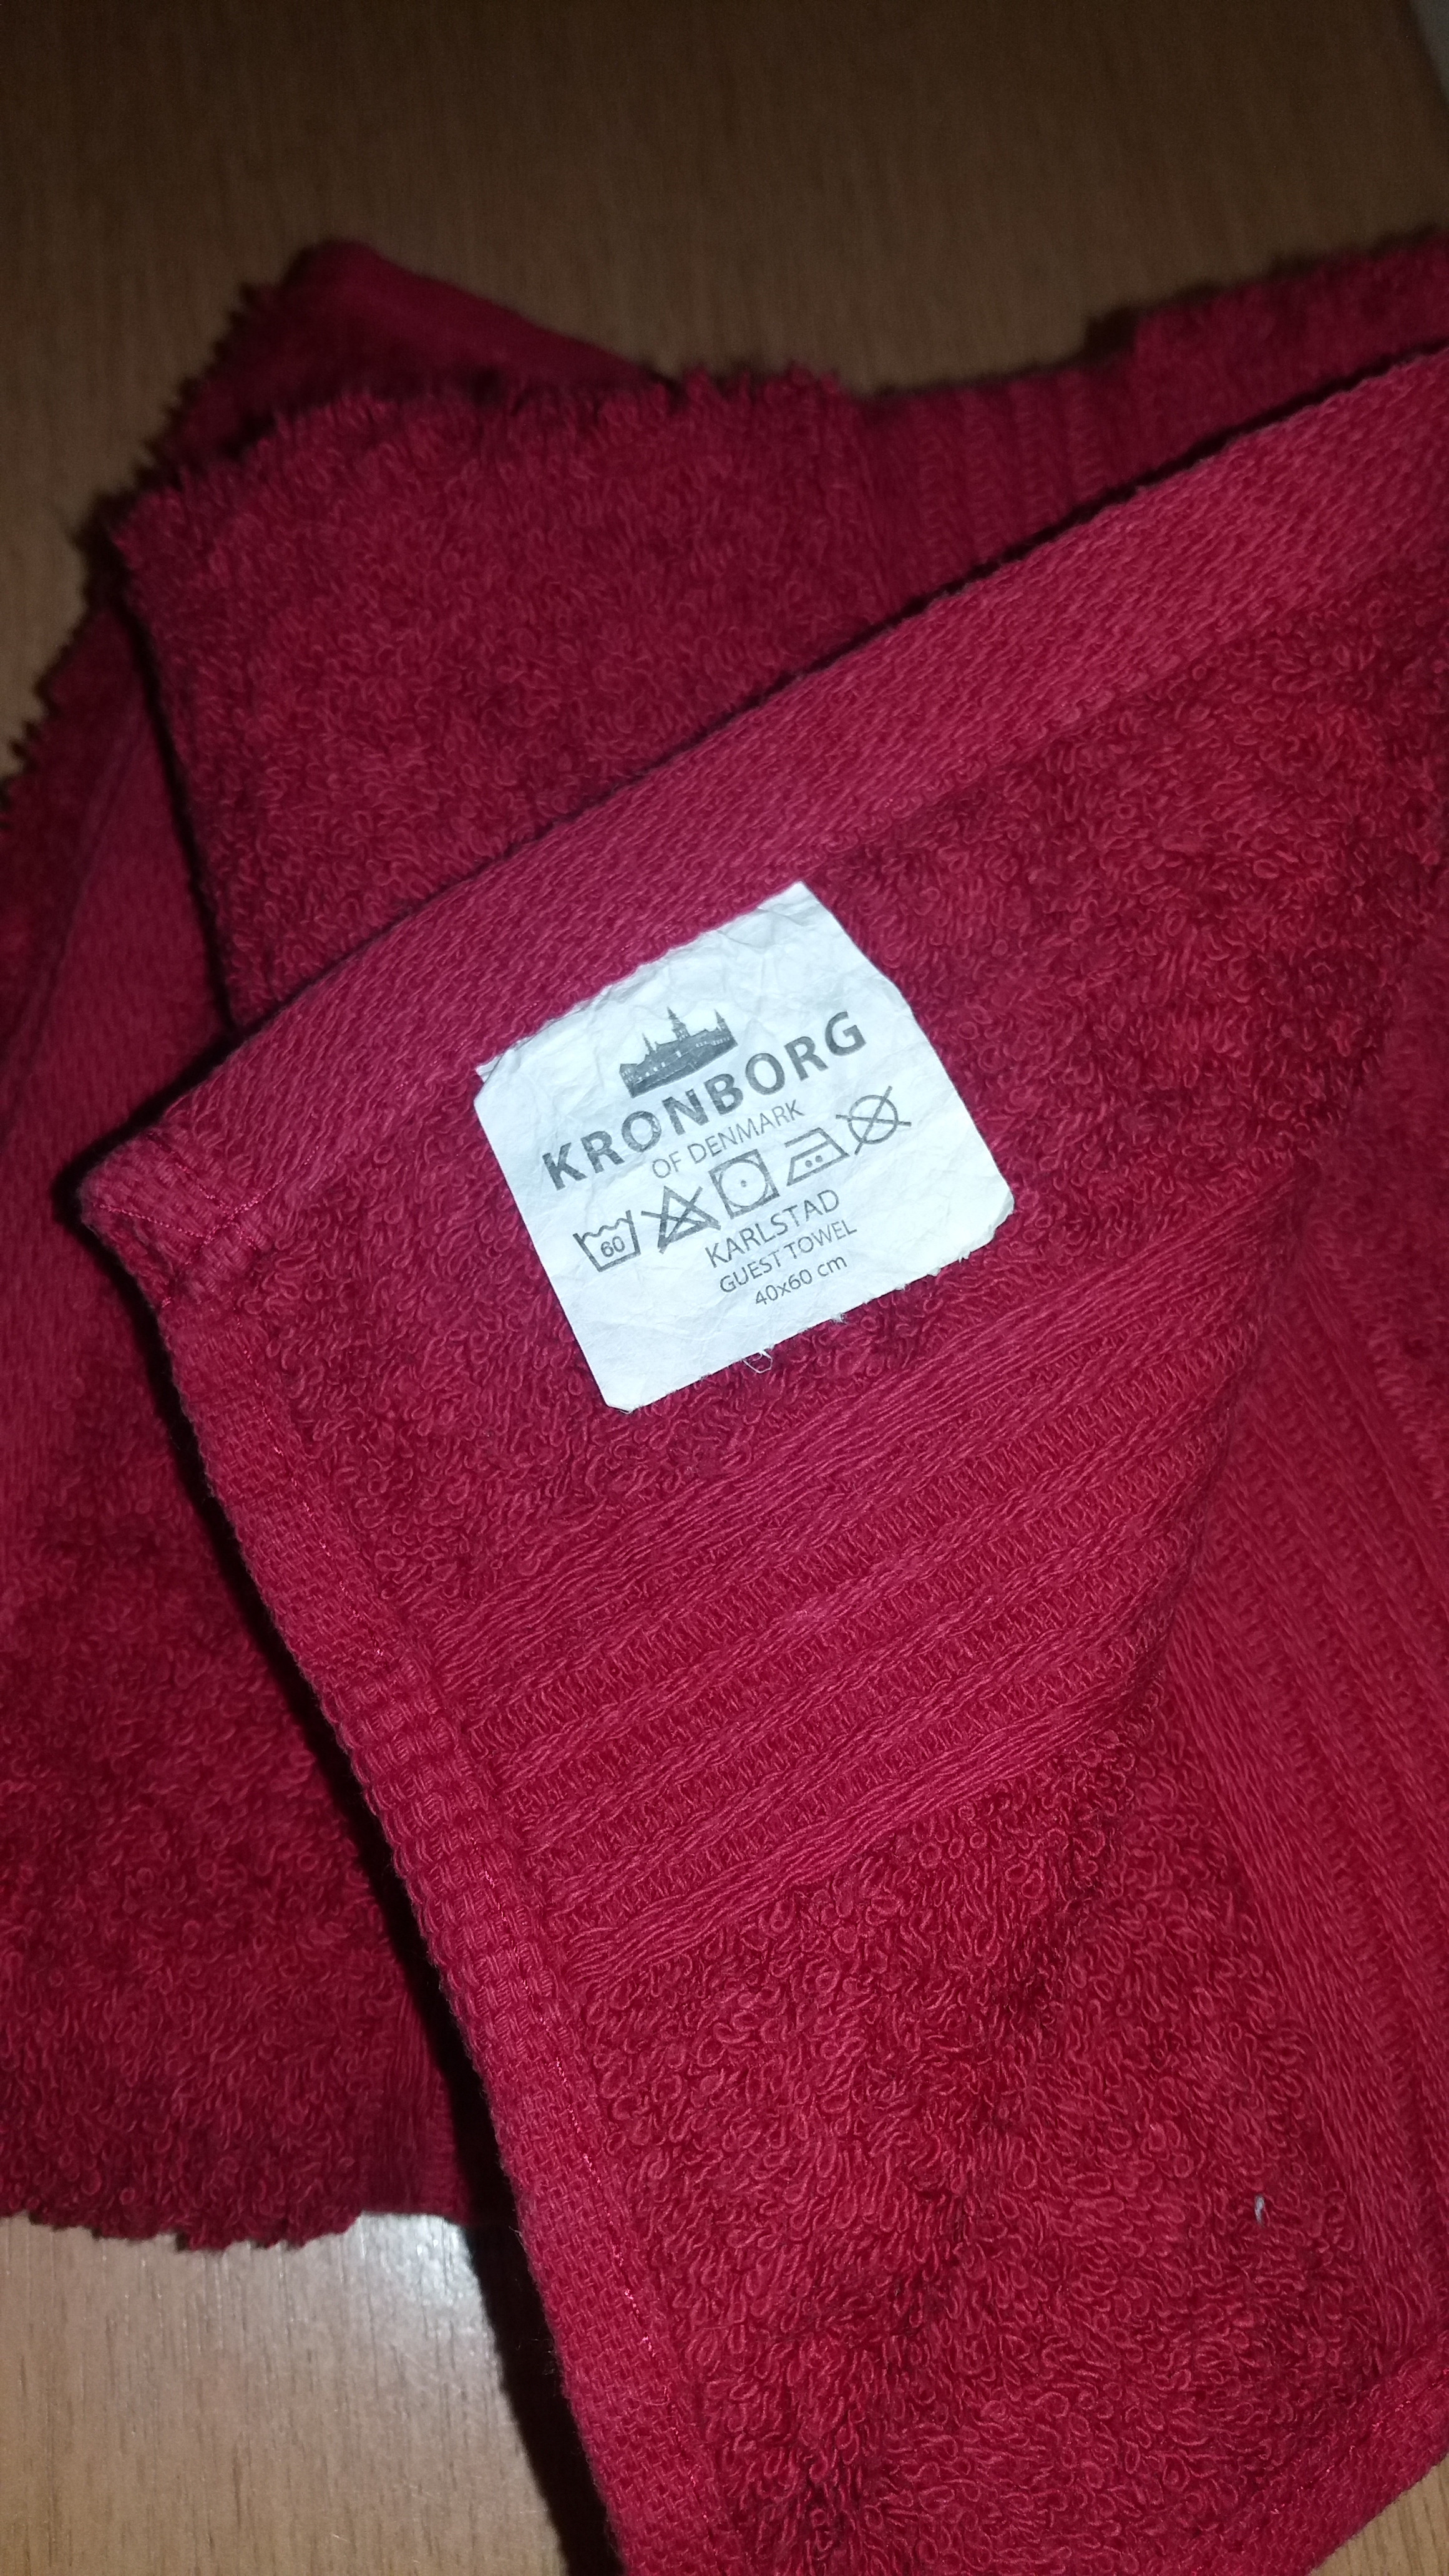 KRONBORG
OF DENMARK
60
KARLSTAD
GUEST TOWEL
40x60 cm